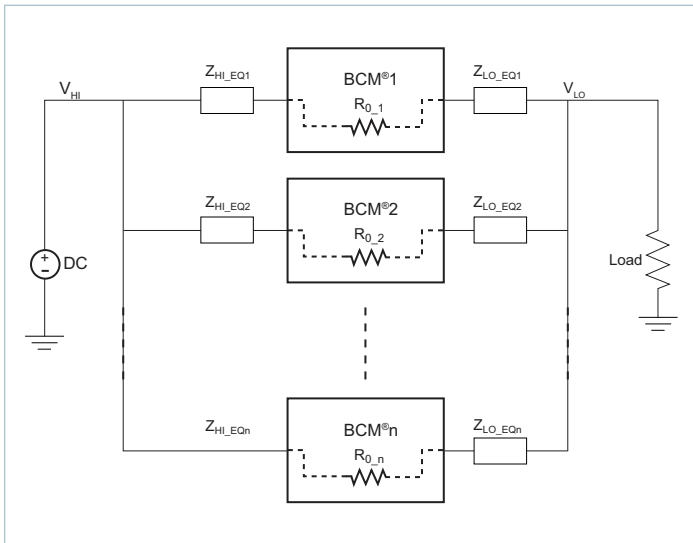 Z_HI_EQ1
BCM®1
Z_LO_EQ1
V_HI
R_0_1
V_LO
Z_HI_EQ2
BCM®2
Z_LO_EQ2
R_0_2
+
-
DC
Load
Z_HI_EQn
BCM®n
Z_LO_EQn
R_0_n